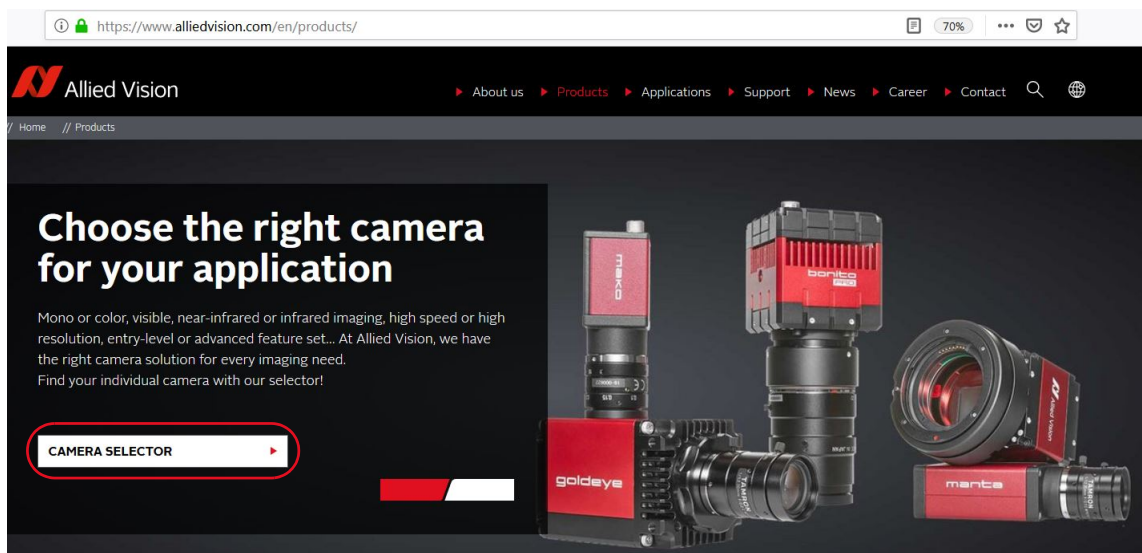 https://www.alliedvision.com/en/products/
70%
Allied Vision
About us Products Applications Support News Career Contact
// Home // Products
Choose the right camera
for your application
Mono or color, visible, near-infrared or infrared imaging, high speed or high
resolution, entry-level or advanced feature set... At Allied Vision, we have
the right camera solution for every imaging need.
Find your individual camera with our selector!
CAMERA SELECTOR
mako
bonito
PRO
goldeye
TAMRON
Allied Vision
manta
TAMRON